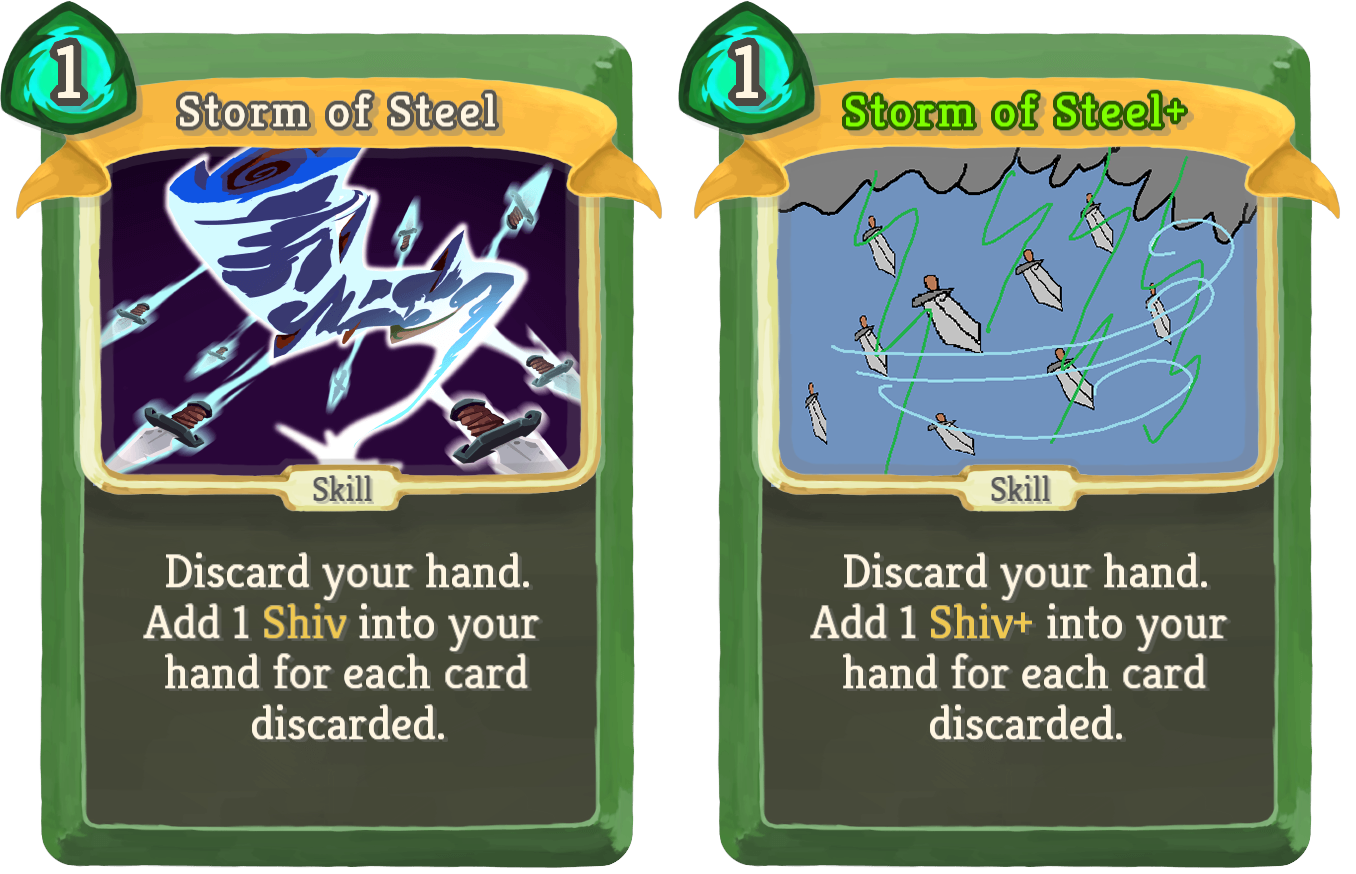 1
Storm of Steel
Skill
Discard your hand.
Add 1 Shiv into your
hand for each card
discarded.
1
Storm of Steel+
Skill
Discard your hand.
Add 1 Shiv+ into your
hand for each card
discarded.